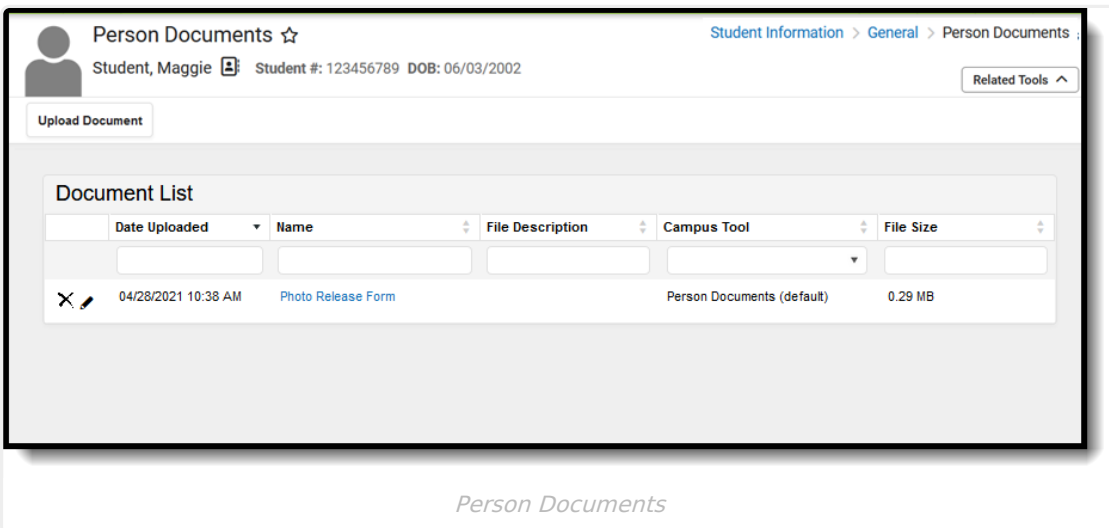 Person Documents
Student Information > General > Person Documents
Student, Maggie Student #: 123456789 DOB: 06/03/2002
Related Tools
Upload Document
Document List
Date Uploaded Name File Description Campus Tool File Size
04/28/2021 10:38 AM Photo Release Form Person Documents (default) 0.29 MB
Person Documents